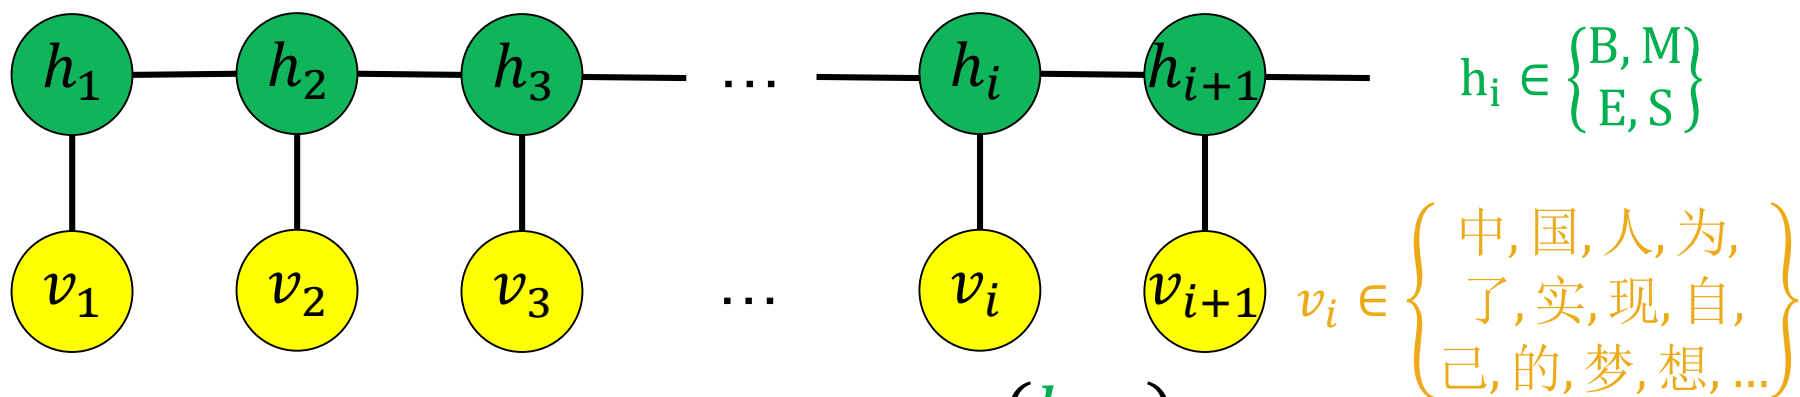 h₁ h₂ h₃ … hᵢ hᵢ₊₁
hᵢ ∈ {B, M
E, S}
v₁ v₂ v₃ … vᵢ vᵢ₊₁
vᵢ ∈ {中, 国, 人, 为,
了, 实, 现, 自,
己, 的, 梦, 想, …}